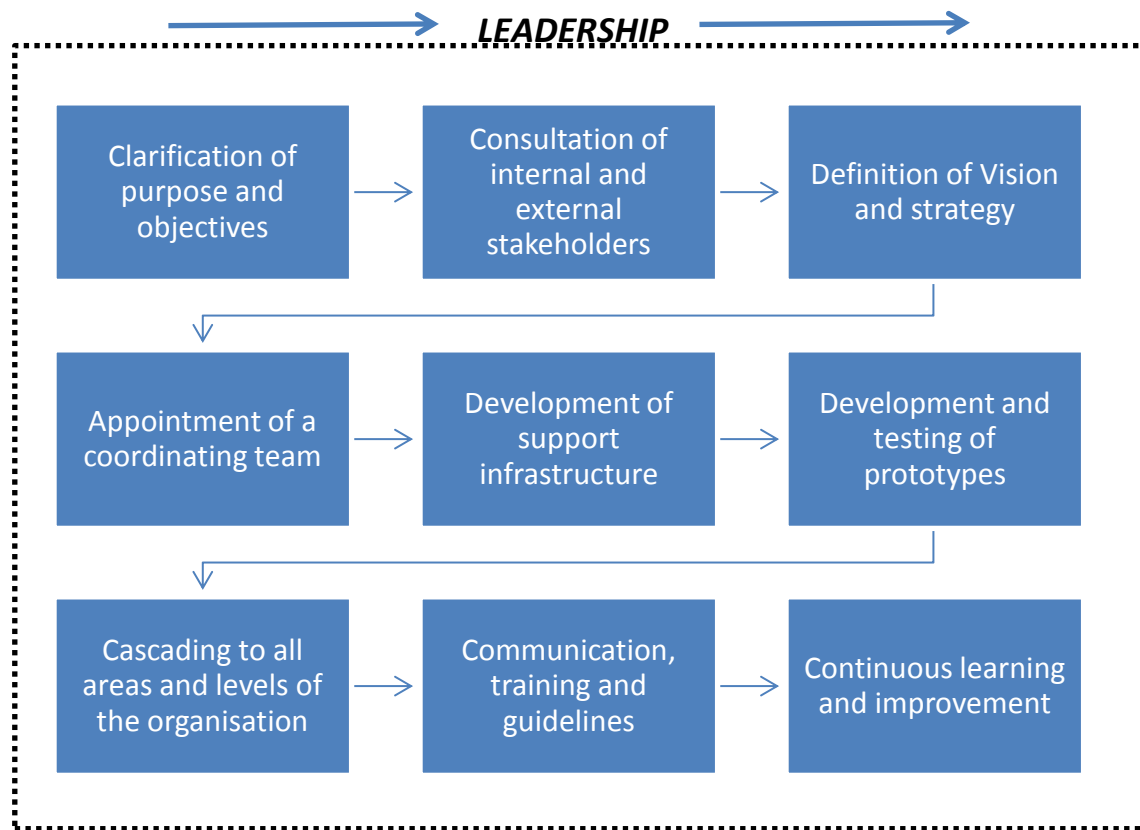 LEADERSHIP
Clarification of
purpose and
objectives
Consultation of
internal and
external
stakeholders
Definition of Vision
and strategy
Appointment of a
coordinating team
Development of
support
infrastructure
Development and
testing of
prototypes
Cascading to all
areas and levels of
the organisation
Communication,
training and
guidelines
Continuous learning
and improvement